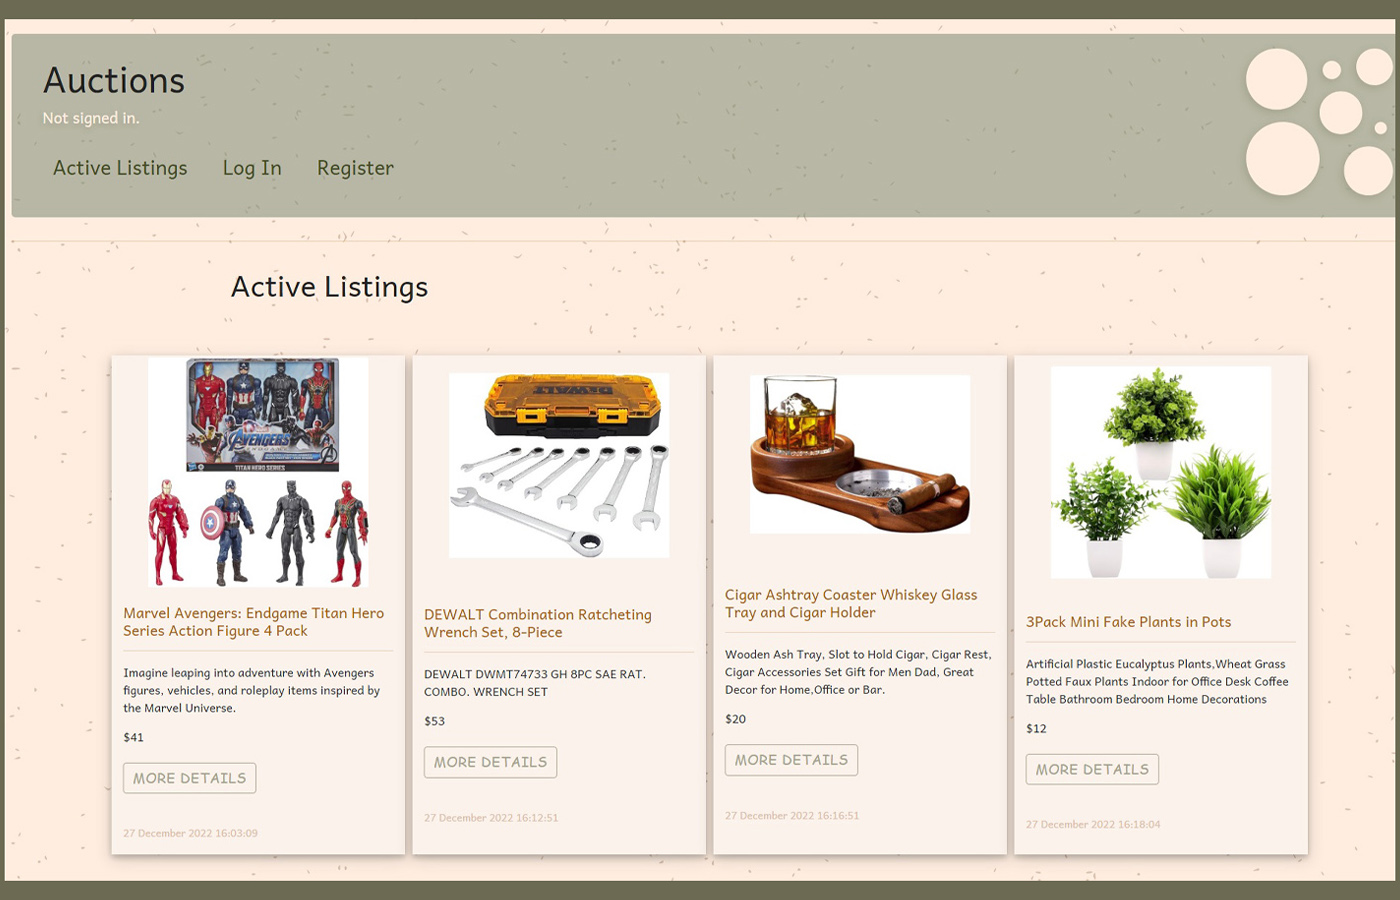 Auctions
Not signed in.
Active Listings
Log In
Register
Active Listings
AVENGERS
TITAN HERO SERIES
Marvel Avengers: Endgame Titan Hero
Series Action Figure 4 Pack
Imagine leaping into adventure with Avengers
figures, vehicles, and roleplay items inspired by
the Marvel Universe.
$41
MORE DETAILS
27 December 2022 16:03:09
DEWALT
DEWALT Combination Ratcheting
Wrench Set, 8-Piece
DEWALT DWMT74733 GH 8PC SAE RAT.
COMBO. WRENCH SET
$53
MORE DETAILS
27 December 2022 16:12:51
Cigar Ashtray Coaster Whiskey Glass
Tray and Cigar Holder
Wooden Ash Tray, Slot to Hold Cigar, Cigar Rest,
Cigar Accessories Set Gift for Men Dad, Great
Decor for Home,Office or Bar.
$20
MORE DETAILS
27 December 2022 16:16:51
3Pack Mini Fake Plants in Pots
Artificial Plastic Eucalyptus Plants,Wheat Grass
Potted Faux Plants Indoor for Office Desk Coffee
Table Bathroom Bedroom Home Decorations
$12
MORE DETAILS
27 December 2022 16:18:04